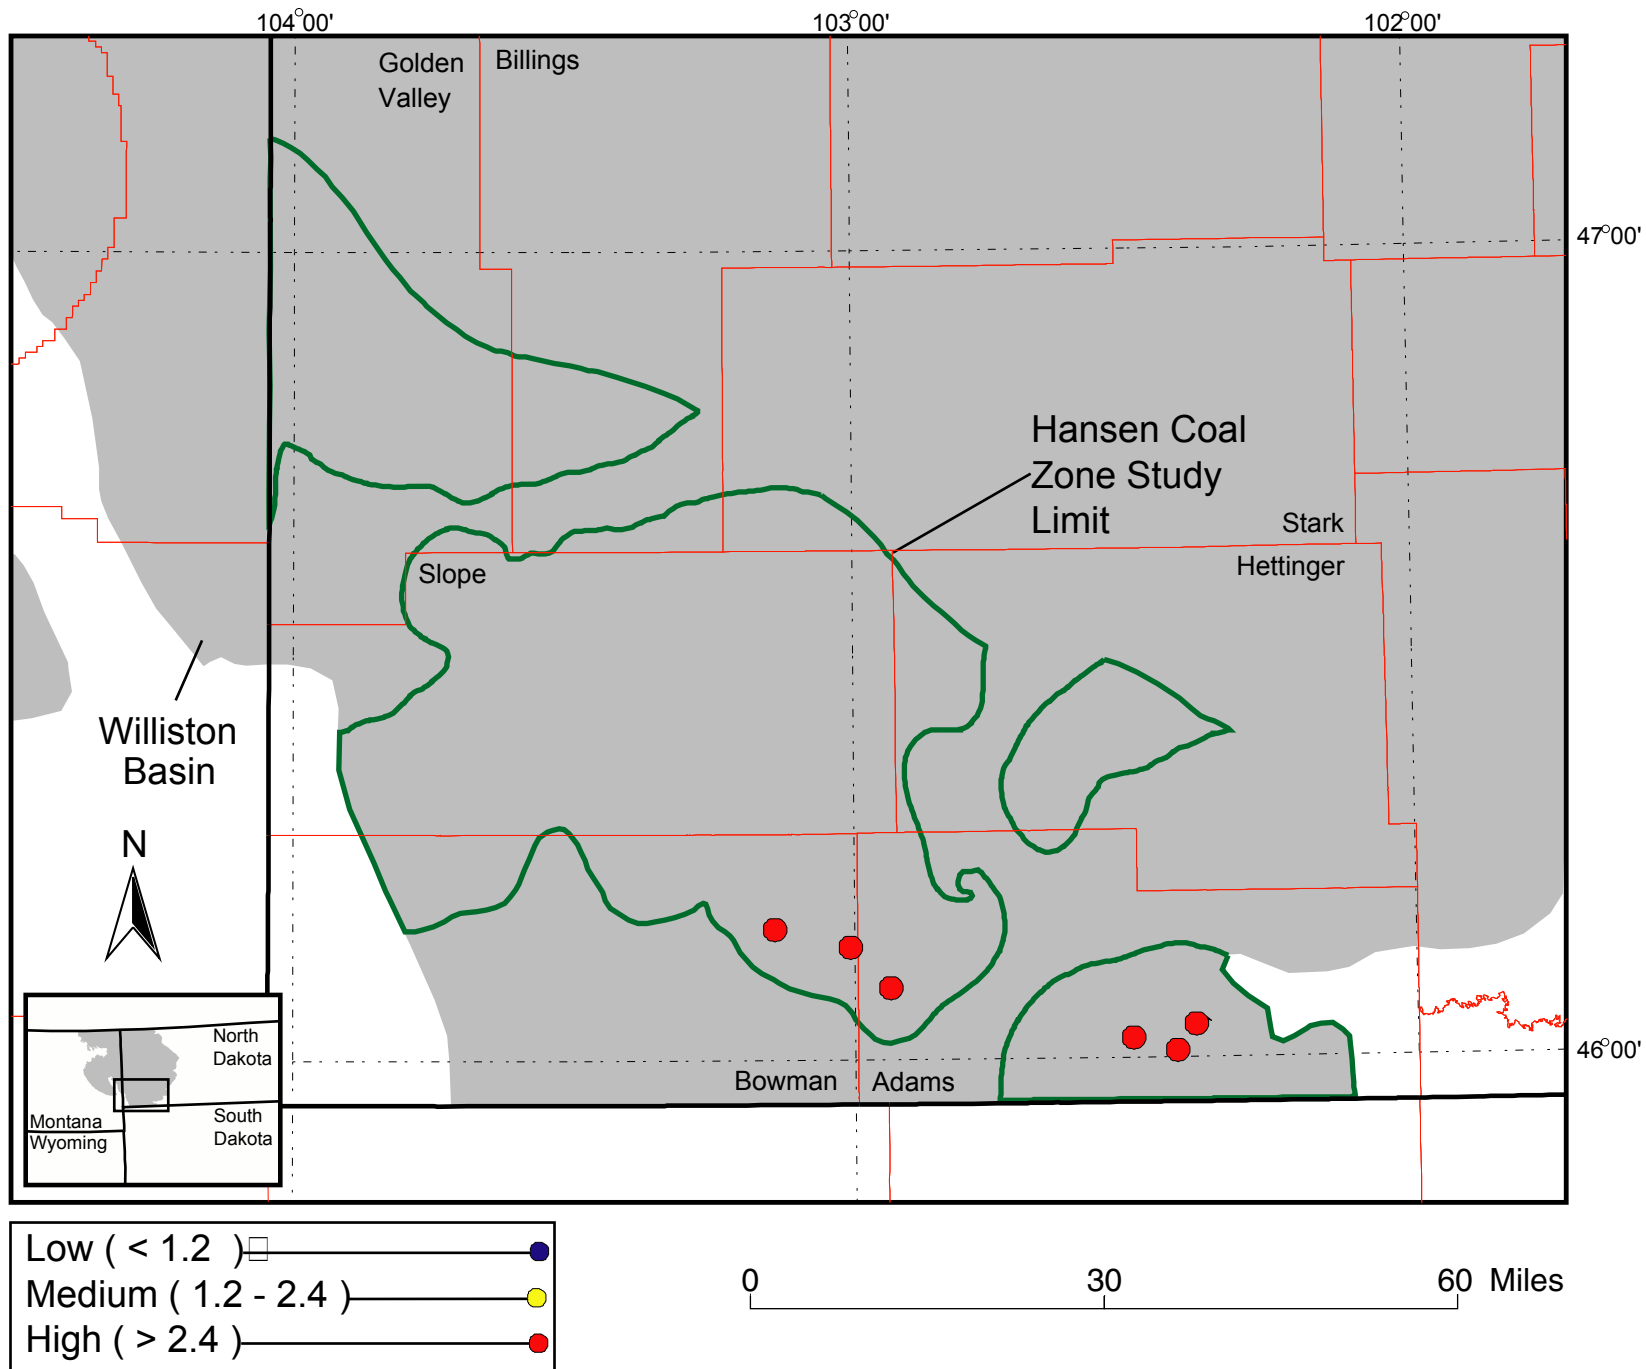 104°00'
103°00'
102°00'
Golden
Valley
Billings
47°00'
Hansen Coal
Zone Study
Limit
Stark
Hettinger
Slope
Williston
Basin
N
46°00'
Bowman
Adams
North
Dakota
South
Dakota
Montana
Wyoming
Low ( < 1.2 )
Medium ( 1.2 - 2.4 )
High ( > 2.4 )
0 30 60 Miles